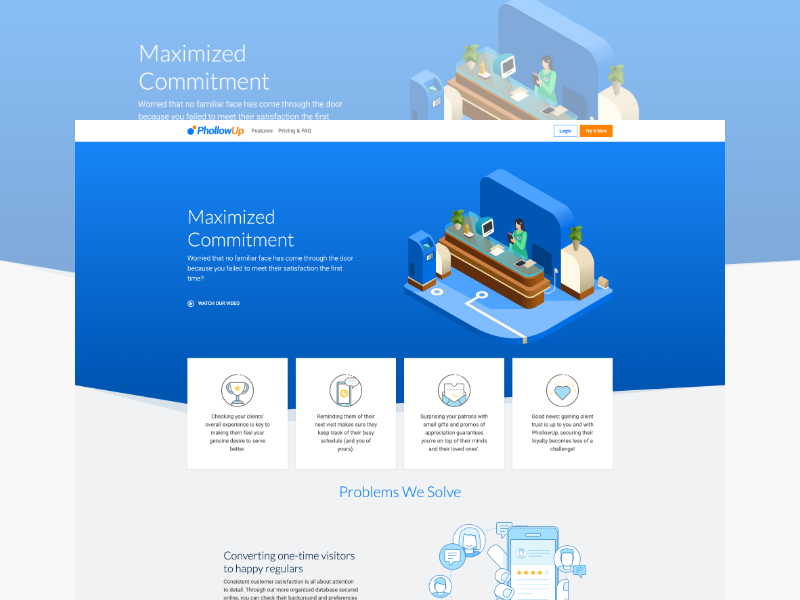 Maximized
Commitment
Worried that no familiar face has come through the door
because you failed to meet their satisfaction the first
PhollowUp
Features
Pricing & FAQ
Login
Try It Now
Maximized
Commitment
Worried that no familiar face has come through the door
because you failed to meet their satisfaction the first
time?
WATCH OUR VIDEO
Checking your clients'
overall experience is key to
making them feel your
genuine desire to serve
better.
Reminding them of their
next visit makes sure they
keep track of their busy
schedule (and you of
yours).
Surprising your patrons with
small gifts and promos of
appreciation guarantees
you're on top of their minds
and their loved ones'.
Good news: gaining client
trust is up to you and with
PhollowUp, securing their
loyalty becomes less of a
challenge!
Problems We Solve
Converting one-time visitors
to happy regulars
Consistent customer satisfaction is all about attention
to detail. Through our more organized database secured
online, you can check their background and preferences